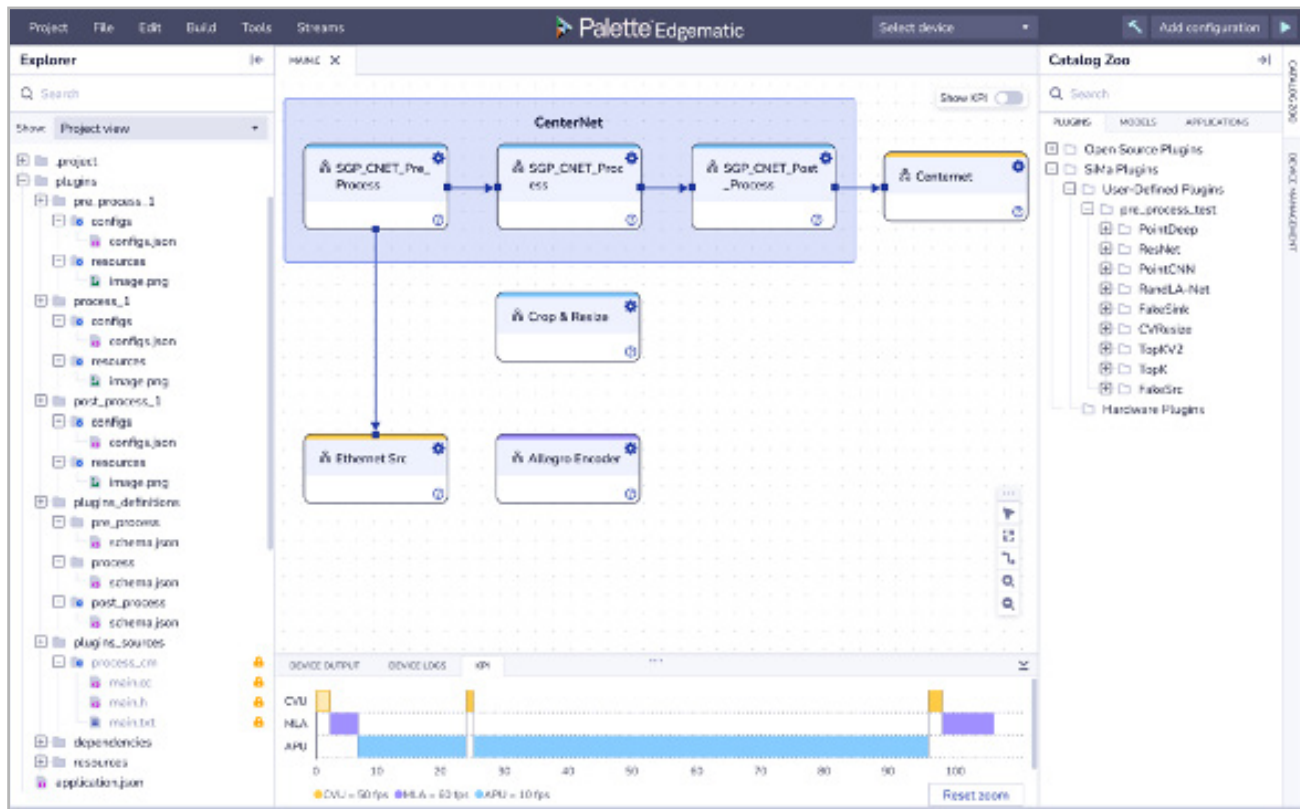 Project File Edit Build Tools Streams Palette Edgematic Select device Add configuration
Explorer
Search
Show: Project view
.project
plugins
pre_process_1
configs
configs.json
resources
image.png
process_1
configs
configs.json
resources
image.png
post_process_1
configs
configs.json
resources
image.png
plugins_definitions
pre_process
schema.json
process
schema.json
post_process
schema.json
plugins_sources
process_cm
main.cc
main.h
main.txt
dependencies
resources
application.json
Show KPI
CenterNet
SGP_CNET_Pre_
Process
SGP_CNET_Proc
ess
SGP_CNET_Post
_Process
Centernet
Crop & Resize
Ethernet Src
Allegro Encoder
DEVICE OUTPUT DEVICE LOGS KPI
CVU
MLA
APU
0 10 20 30 40 50 60 70 80 90 100
CVU = 50 fps MLA = 60 fps APU = 10 fps
Reset zoom
Catalog Zoo
Search
PLUGINS MODELS APPLICATIONS
Open Source Plugins
SiMa Plugins
User-Defined Plugins
pre_process_test
PointDeep
ResNet
PointCNN
RandLA-Net
FakeSink
CVResize
TopKV2
TopK
FakeSrc
Hardware Plugins
CATALOG ZOO
DEVICE MANAGEMENT